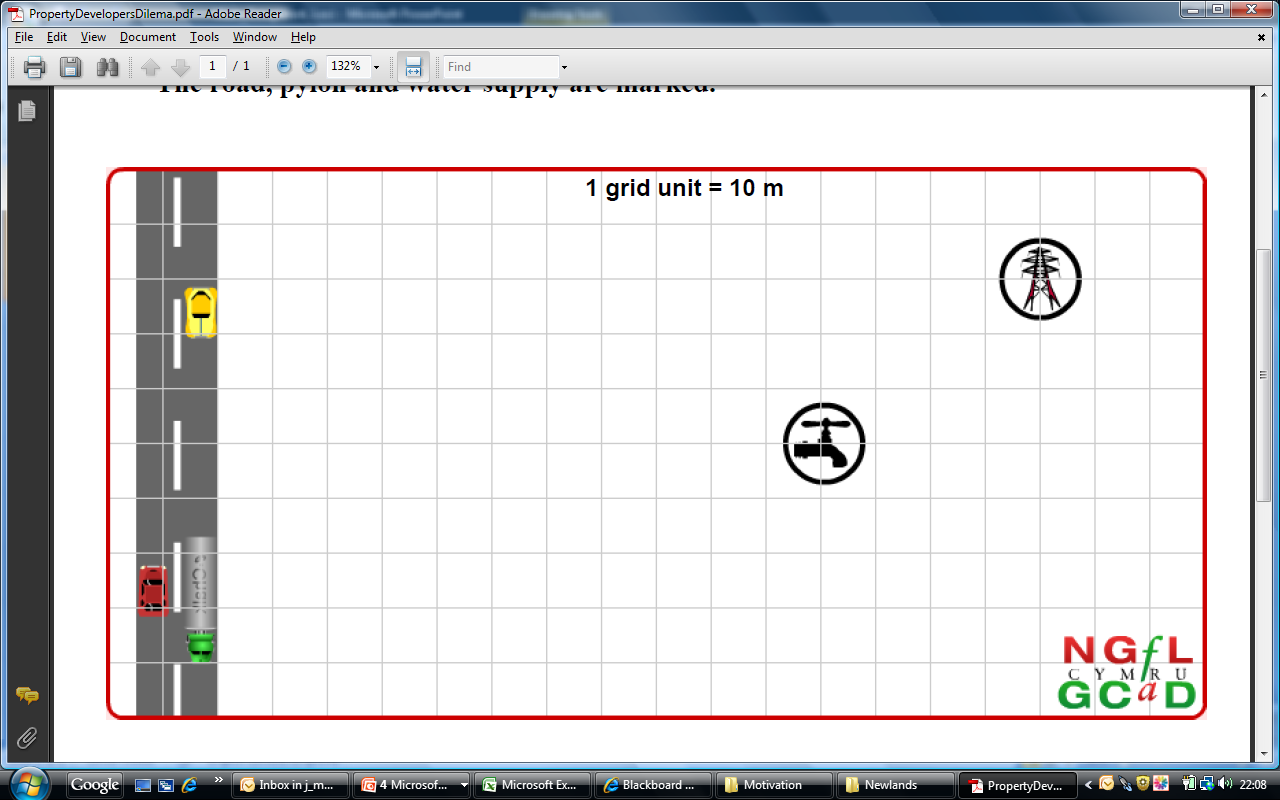 PropertyDevelopersDilema.pdf - Adobe Reader
File Edit View Document Tools Window Help
1 / 1 132% Find
The road, pylon and water supply are marked.
1 grid unit = 10 m
NGfL
CYMRU
GCaD
Google Inbox in j_m... 4 Microsof... Microsoft Ex... Blackboard ... Motivation Newlands PropertyDev... 22:08